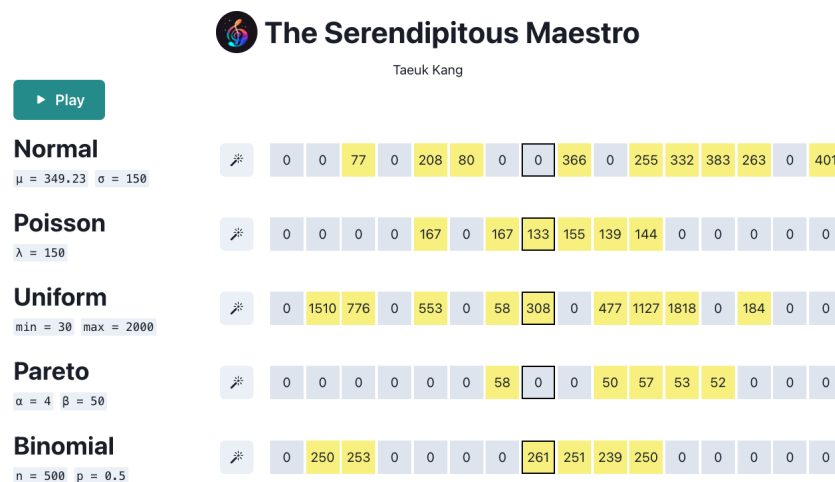 The Serendipitous Maestro
Taeuk Kang
Play
Normal
0 0 77 0 208 80 0 0 366 0 255 332 383 263 0 401
μ = 349.23 σ = 150
Poisson
0 0 0 0 167 0 167 133 155 139 144 0 0 0 0 0
λ = 150
Uniform
0 1510 776 0 553 0 58 308 0 477 1127 1818 0 184 0 0
min = 30 max = 2000
Pareto
0 0 0 0 0 0 58 0 0 50 57 53 52 0 0 0
α = 4 β = 50
Binomial
0 250 253 0 0 0 0 261 251 239 250 0 0 0 0 0
n = 500 p = 0.5